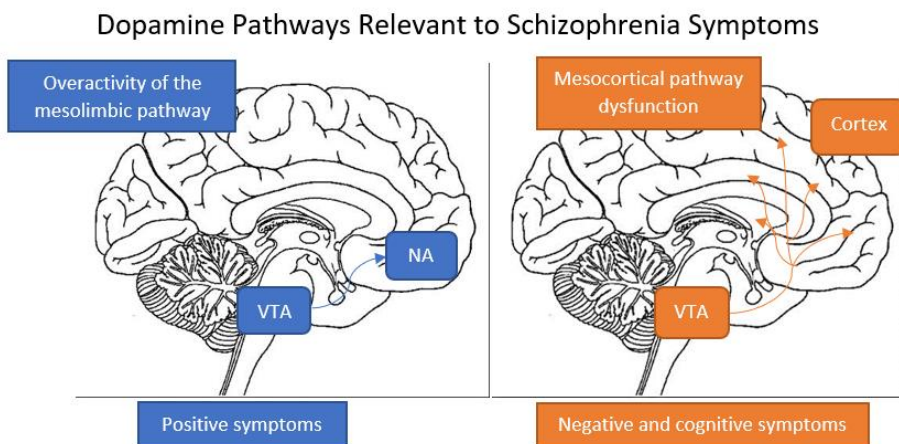 Dopamine Pathways Relevant to Schizophrenia Symptoms
Overactivity of the
mesolimbic pathway
NA
VTA
Positive symptoms
Mesocortical pathway
dysfunction
Cortex
VTA
Negative and cognitive symptoms